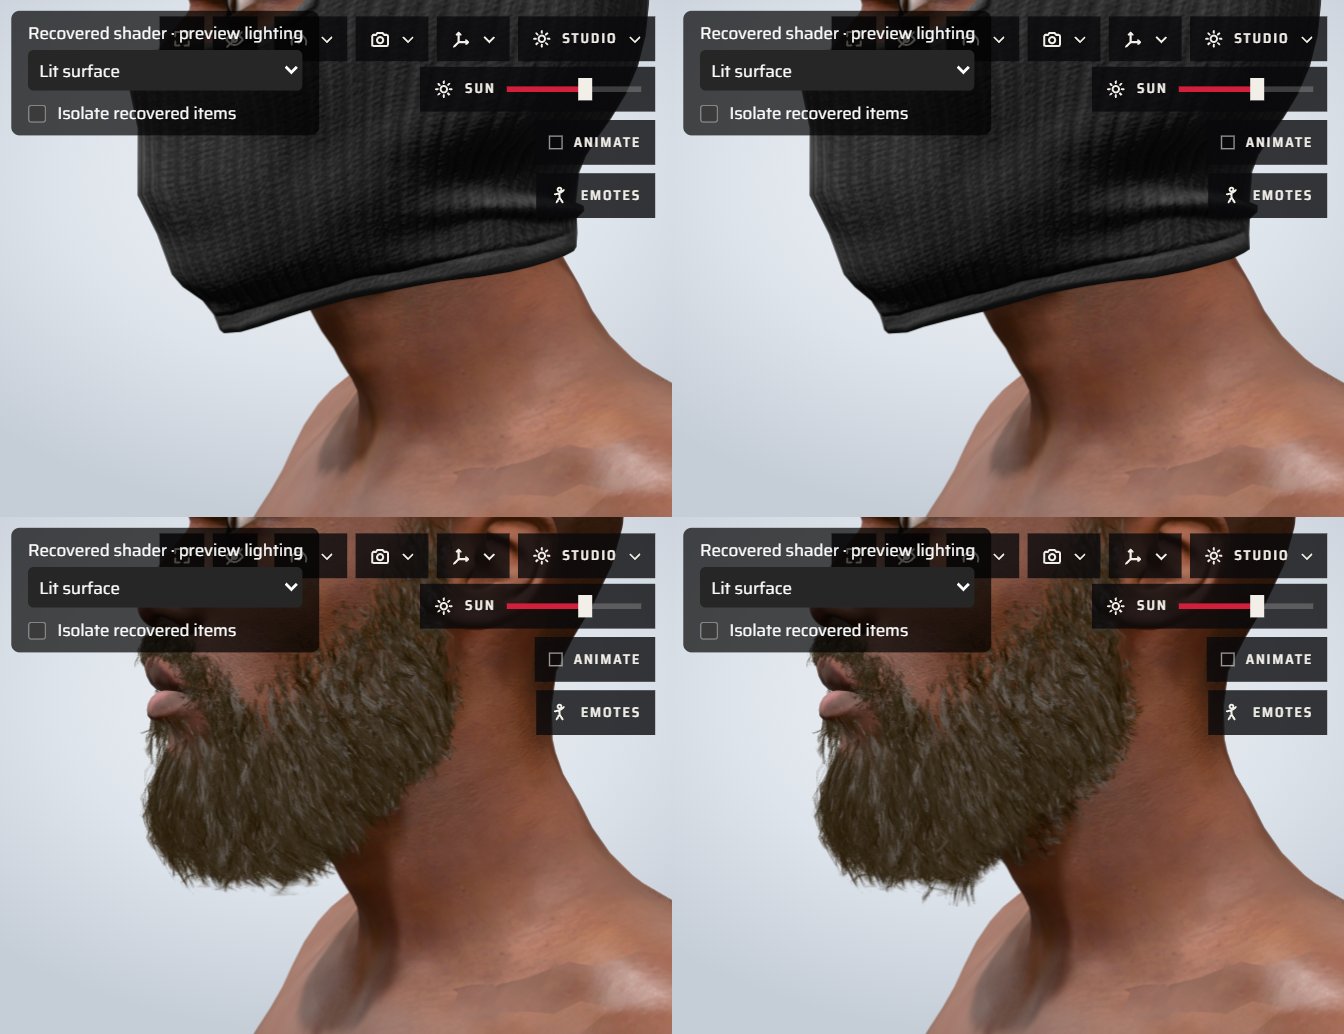 Recovered shader - preview lighting
STUDIO
Lit surface
SUN
Isolate recovered items
ANIMATE
EMOTES
Recovered shader - preview lighting
STUDIO
Lit surface
SUN
Isolate recovered items
ANIMATE
EMOTES
Recovered shader - preview lighting
STUDIO
Lit surface
SUN
Isolate recovered items
ANIMATE
EMOTES
Recovered shader - preview lighting
STUDIO
Lit surface
SUN
Isolate recovered items
ANIMATE
EMOTES